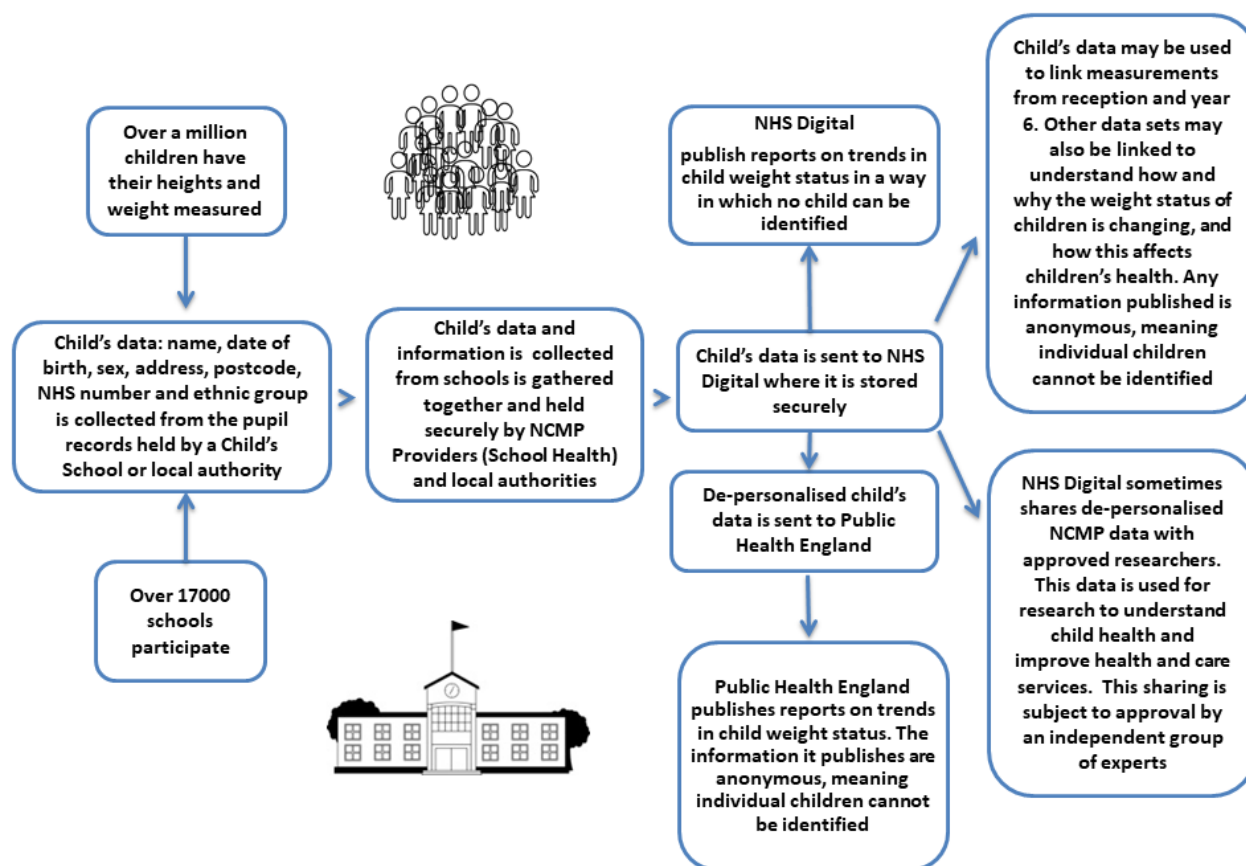 Over a million
children have
their heights and
weight measured
Child’s data: name, date of
birth, sex, address, postcode,
NHS number and ethnic group
is collected from the pupil
records held by a Child’s
School or local authority
Over 17000
schools
participate
Child’s data and
information is  collected
from schools is gathered
together and held
securely by NCMP
Providers (School Health)
and local authorities
NHS Digital
publish reports on trends in
child weight status in a way
in which no child can be
identified
Child’s data is sent to NHS
Digital where it is stored
securely
De-personalised child’s
data is sent to Public
Health England
Public Health England
publishes reports on trends
in child weight status. The
information it publishes are
anonymous, meaning
individual children cannot
be identified
Child’s data may be used
to link measurements
from reception and year
6. Other data sets may
also be linked to
understand how and
why the weight status of
children is changing, and
how this affects
children’s health. Any
information published is
anonymous, meaning
individual children
cannot be identified
NHS Digital sometimes
shares de-personalised
NCMP data with
approved researchers.
This data is used for
research to understand
child health and
improve health and care
services.  This sharing is
subject to approval by
an independent group
of experts